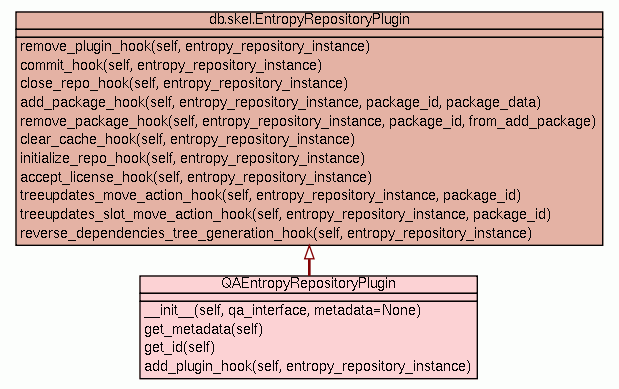 db.skel.EntropyRepositoryPlugin
remove_plugin_hook(self, entropy_repository_instance)
commit_hook(self, entropy_repository_instance)
close_repo_hook(self, entropy_repository_instance)
add_package_hook(self, entropy_repository_instance, package_id, package_data)
remove_package_hook(self, entropy_repository_instance, package_id, from_add_package)
clear_cache_hook(self, entropy_repository_instance)
initialize_repo_hook(self, entropy_repository_instance)
accept_license_hook(self, entropy_repository_instance)
treeupdates_move_action_hook(self, entropy_repository_instance, package_id)
treeupdates_slot_move_action_hook(self, entropy_repository_instance, package_id)
reverse_dependencies_tree_generation_hook(self, entropy_repository_instance)
QAEntropyRepositoryPlugin
__init__(self, qa_interface, metadata=None)
get_metadata(self)
get_id(self)
add_plugin_hook(self, entropy_repository_instance)